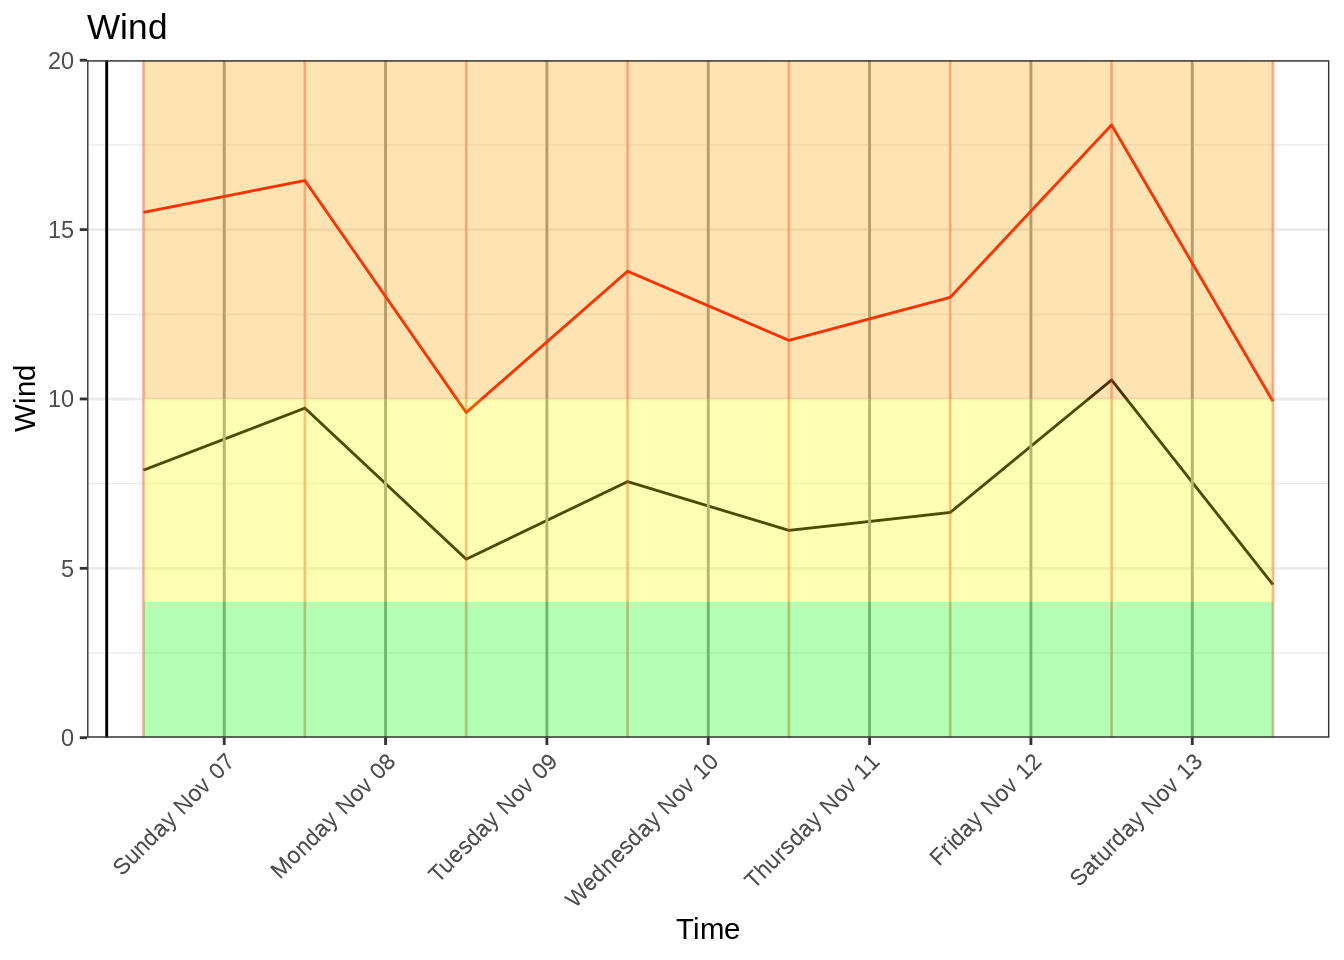 Wind
Wind
20
15
10
5
0
Sunday Nov 07
Monday Nov 08
Tuesday Nov 09
Wednesday Nov 10
Thursday Nov 11
Friday Nov 12
Saturday Nov 13
Time